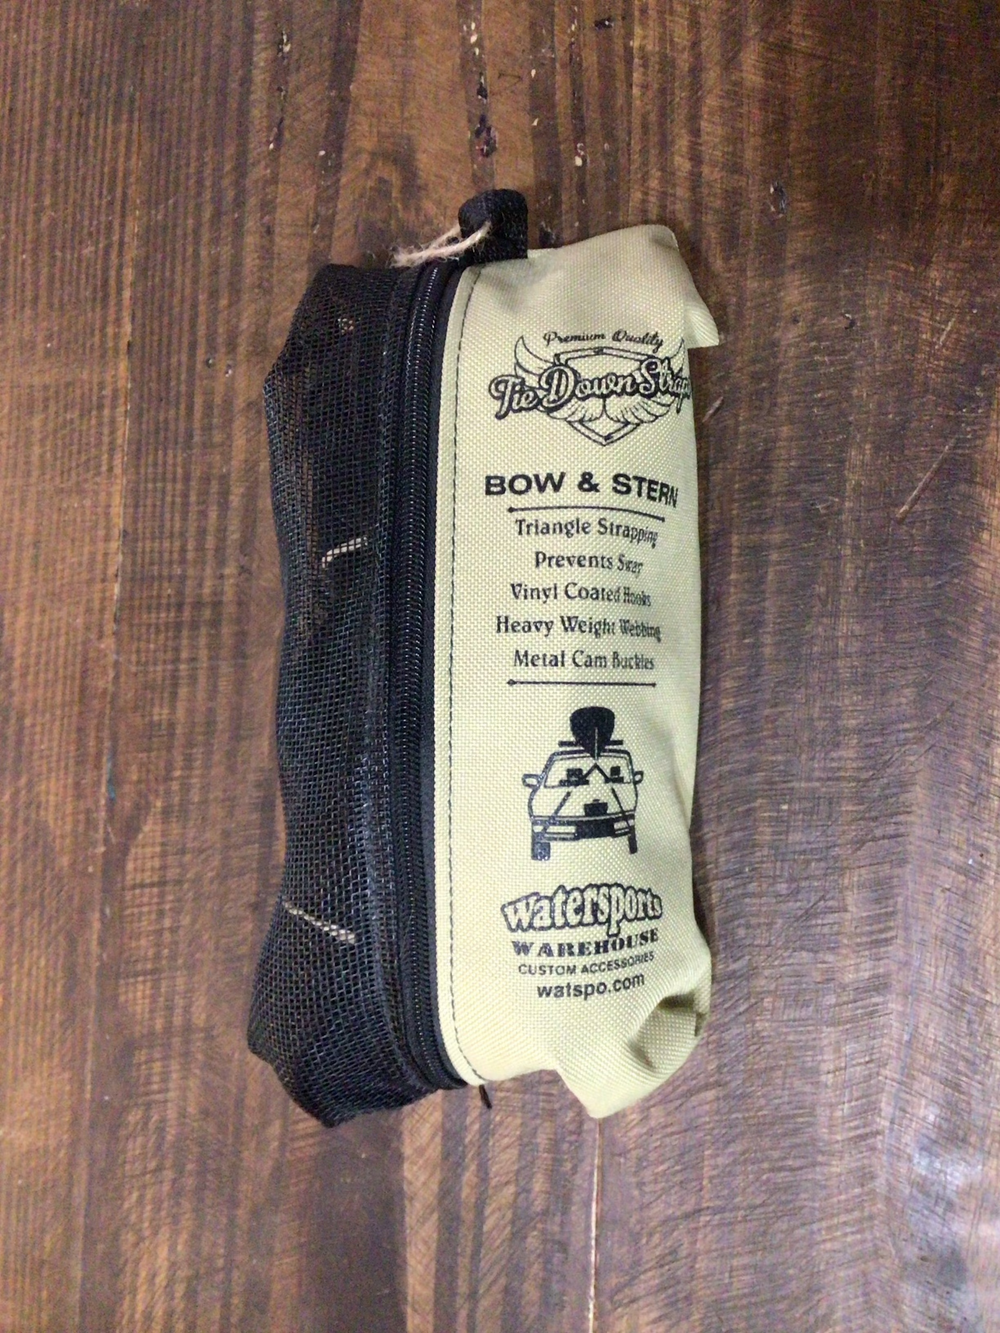 Premium Quality
Tie Down Straps
BOW & STERN
Triangle Strapping
Prevents Sway
Vinyl Coated Hooks
Heavy Weight Webbing
Metal Cam Buckles
watersports
WAREHOUSE
CUSTOM ACCESSORIES
watspo.com